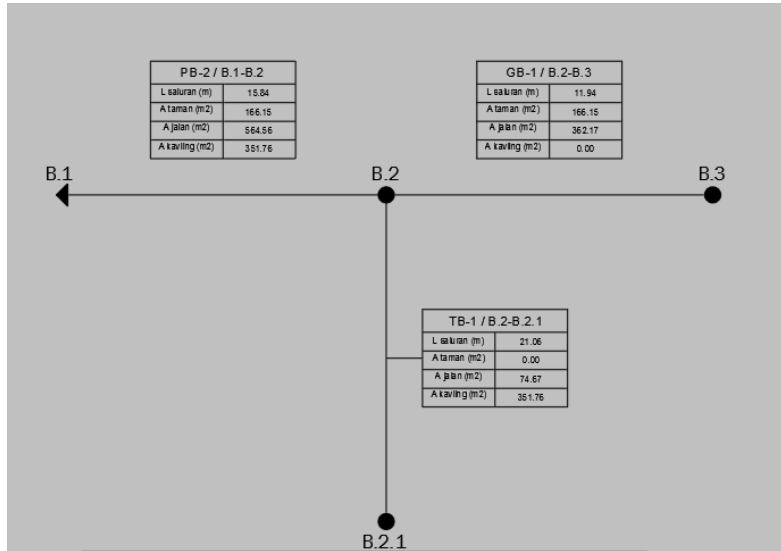 PB-2 / B.1-B.2
L saluran (m) 15.84
A taman (m2) 166.15
A jalan (m2) 564.56
A kavling (m2) 351.76
GB-1 / B.2-B.3
L saluran (m) 11.94
A taman (m2) 166.15
A jalan (m2) 362.17
A kavling (m2) 0.00
B.1
B.2
B.3
TB-1 / B.2-B.2.1
L saluran (m) 21.06
A taman (m2) 0.00
A jalan (m2) 74.67
A kavling (m2) 351.76
B.2.1